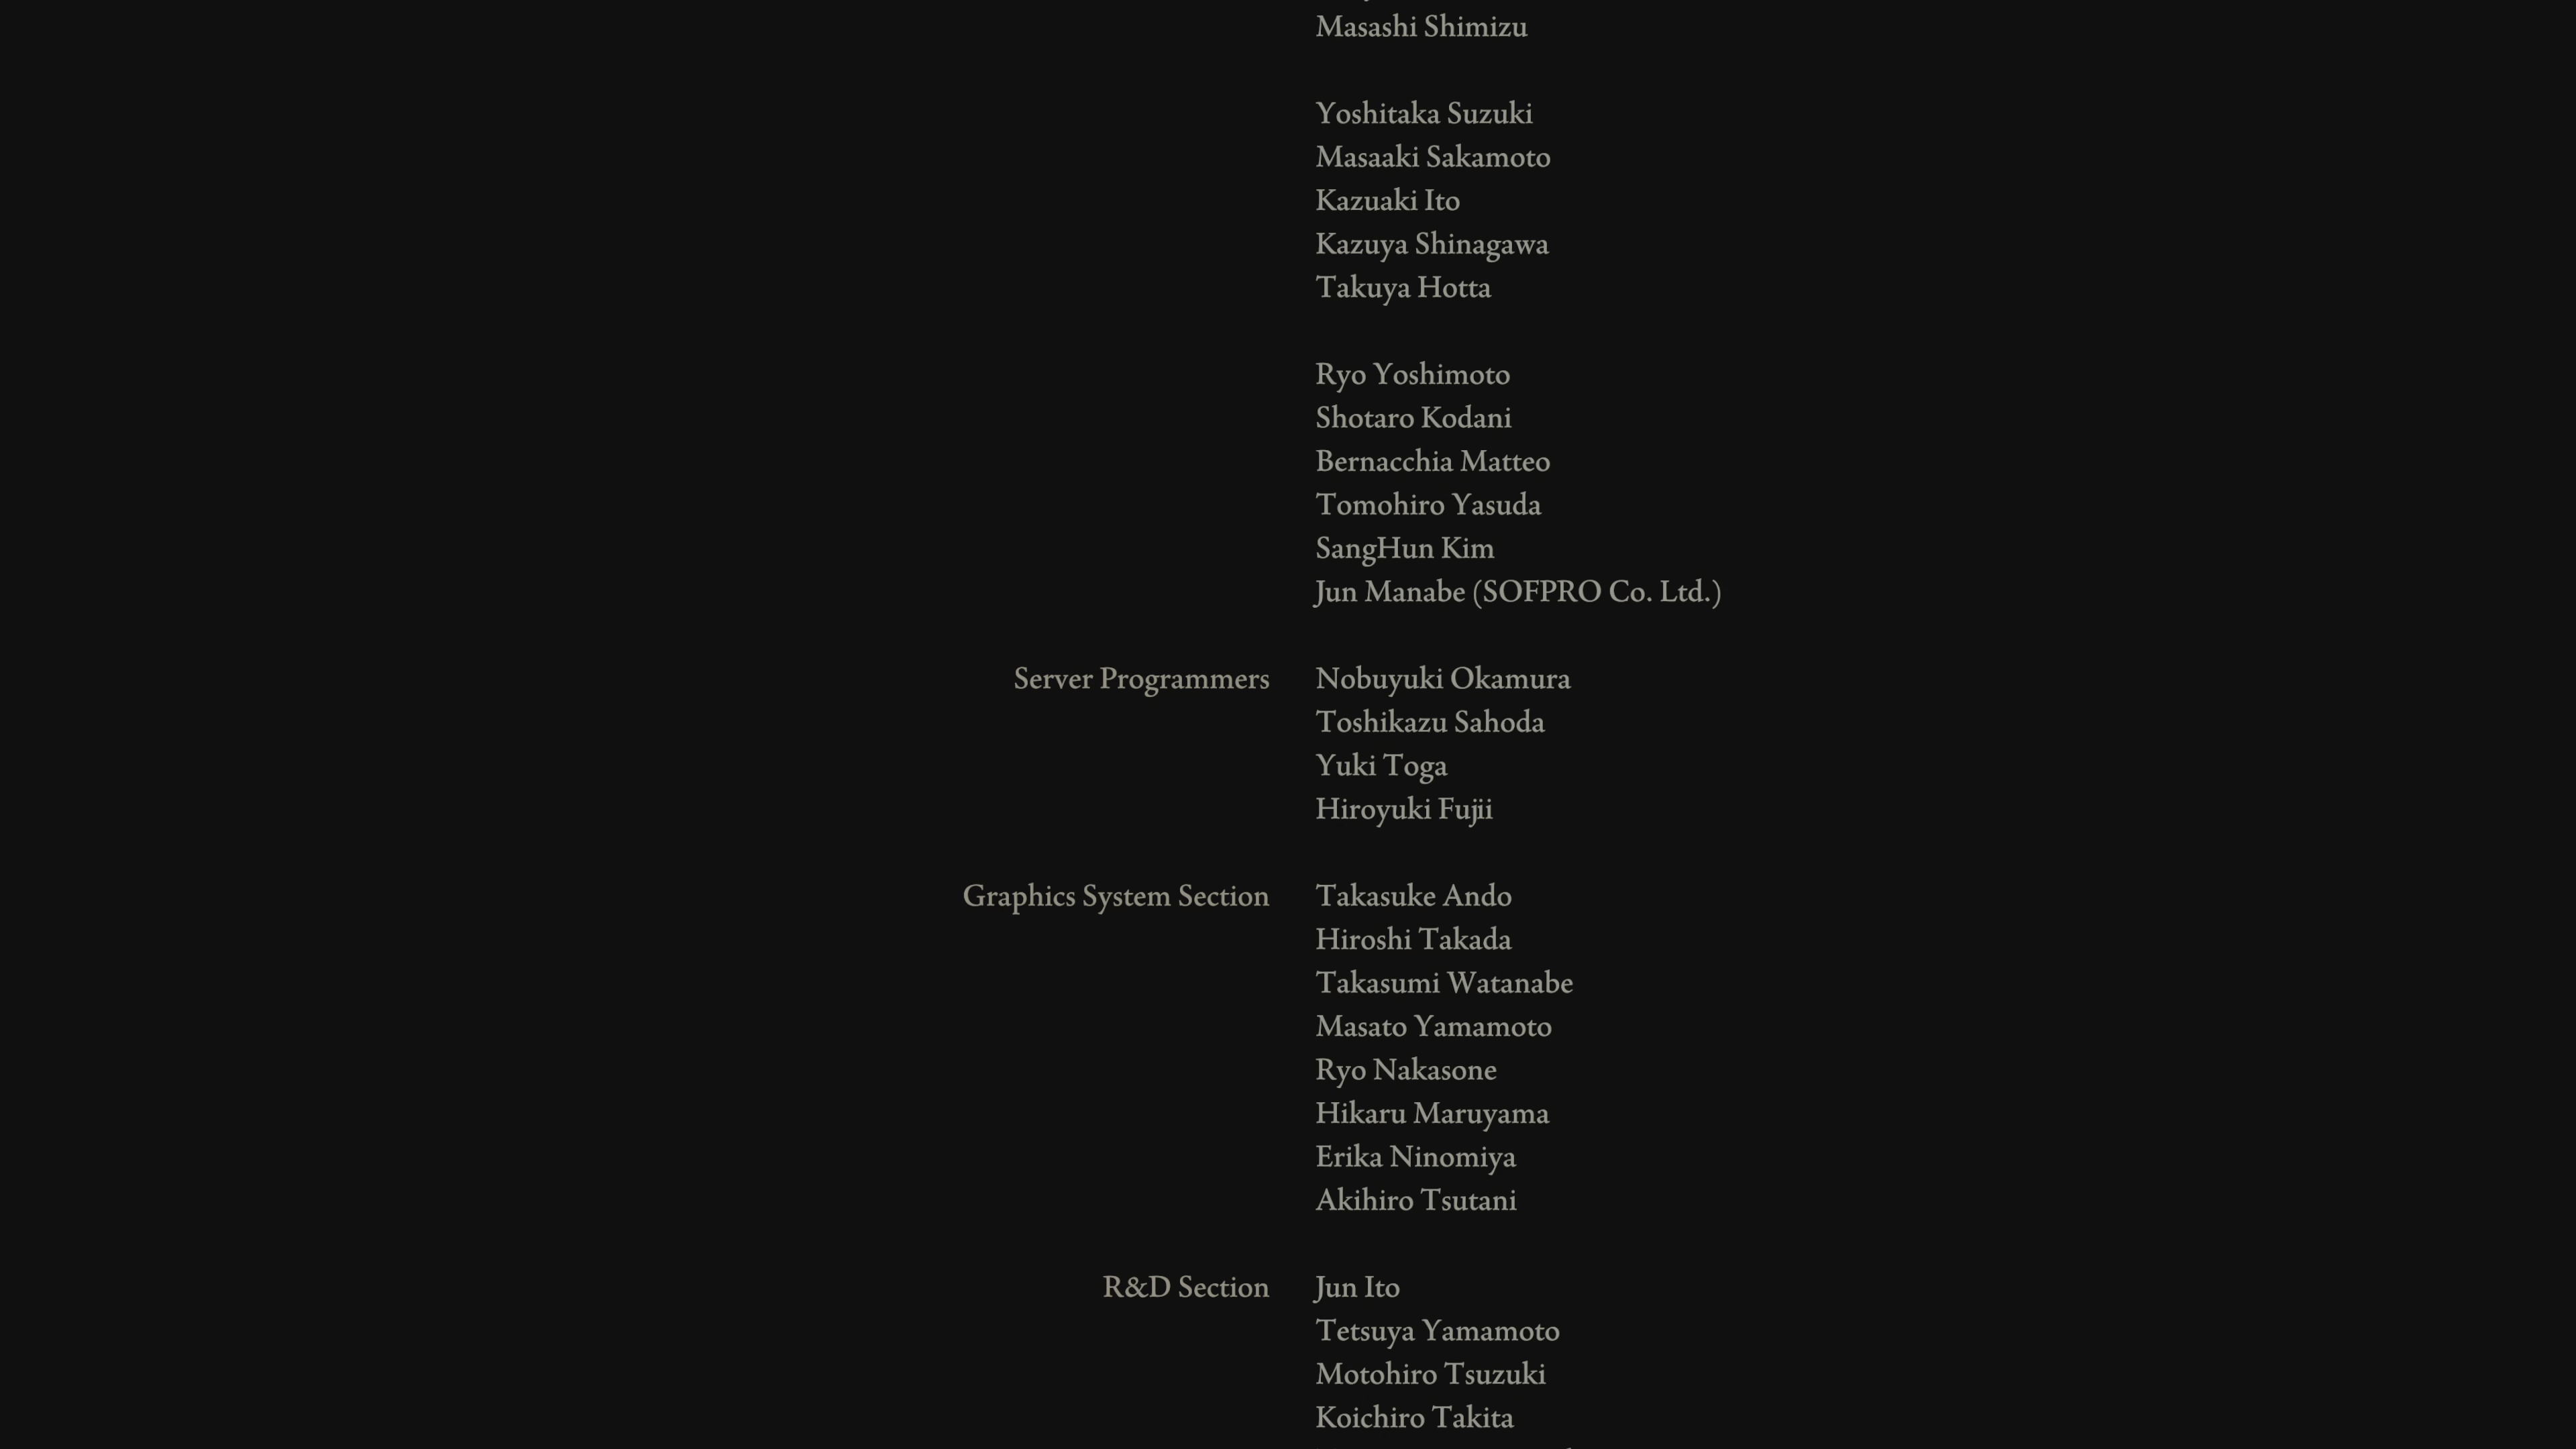 Masashi Shimizu
Yoshitaka Suzuki
Masaaki Sakamoto
Kazuaki Ito
Kazuya Shinagawa
Takuya Hotta
Ryo Yoshimoto
Shotaro Kodani
Bernacchia Matteo
Tomohiro Yasuda
SangHun Kim
Jun Manabe (SOFPRO Co. Ltd.)
Server Programmers Nobuyuki Okamura
Toshikazu Sahoda
Yuki Toga
Hiroyuki Fujii
Graphics System Section Takasuke Ando
Hiroshi Takada
Takasumi Watanabe
Masato Yamamoto
Ryo Nakasone
Hikaru Maruyama
Erika Ninomiya
Akihiro Tsutani
R&D Section Jun Ito
Tetsuya Yamamoto
Motohiro Tsuzuki
Koichiro Takita